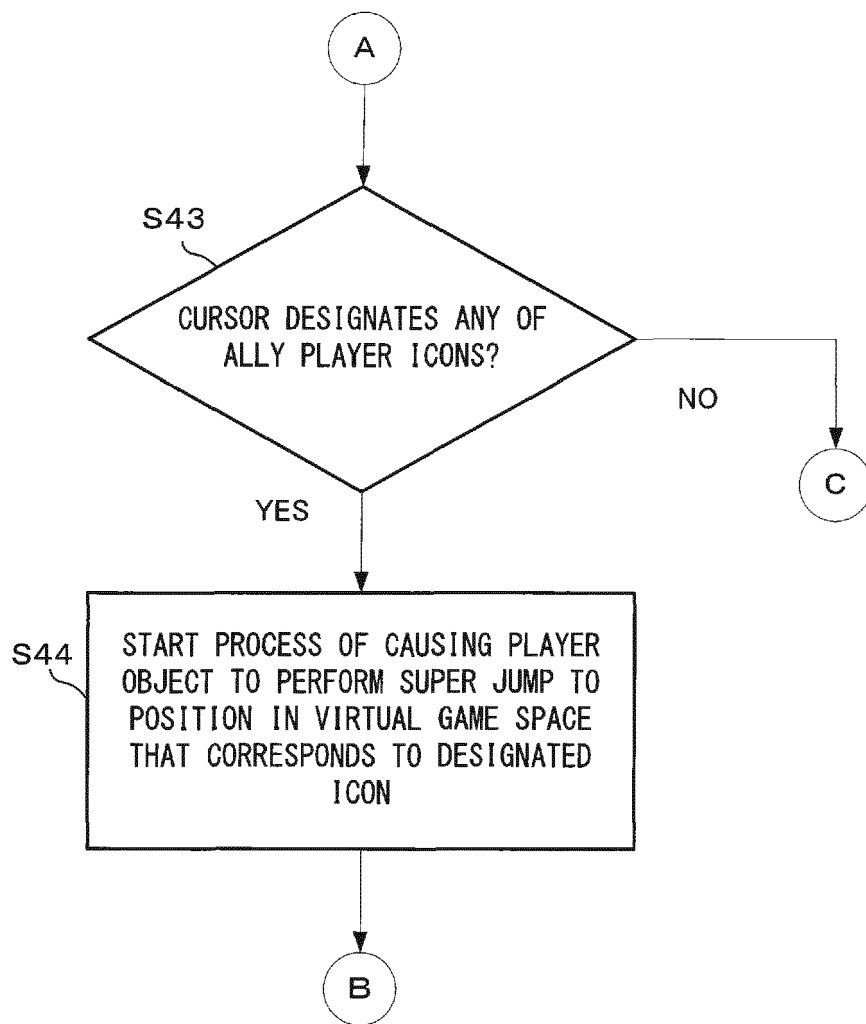 A
S43
CURSOR DESIGNATES ANY OF
ALLY PLAYER ICONS?
NO
C
YES
S44
START PROCESS OF CAUSING PLAYER
OBJECT TO PERFORM SUPER JUMP TO
POSITION IN VIRTUAL GAME SPACE
THAT CORRESPONDS TO DESIGNATED
ICON
B